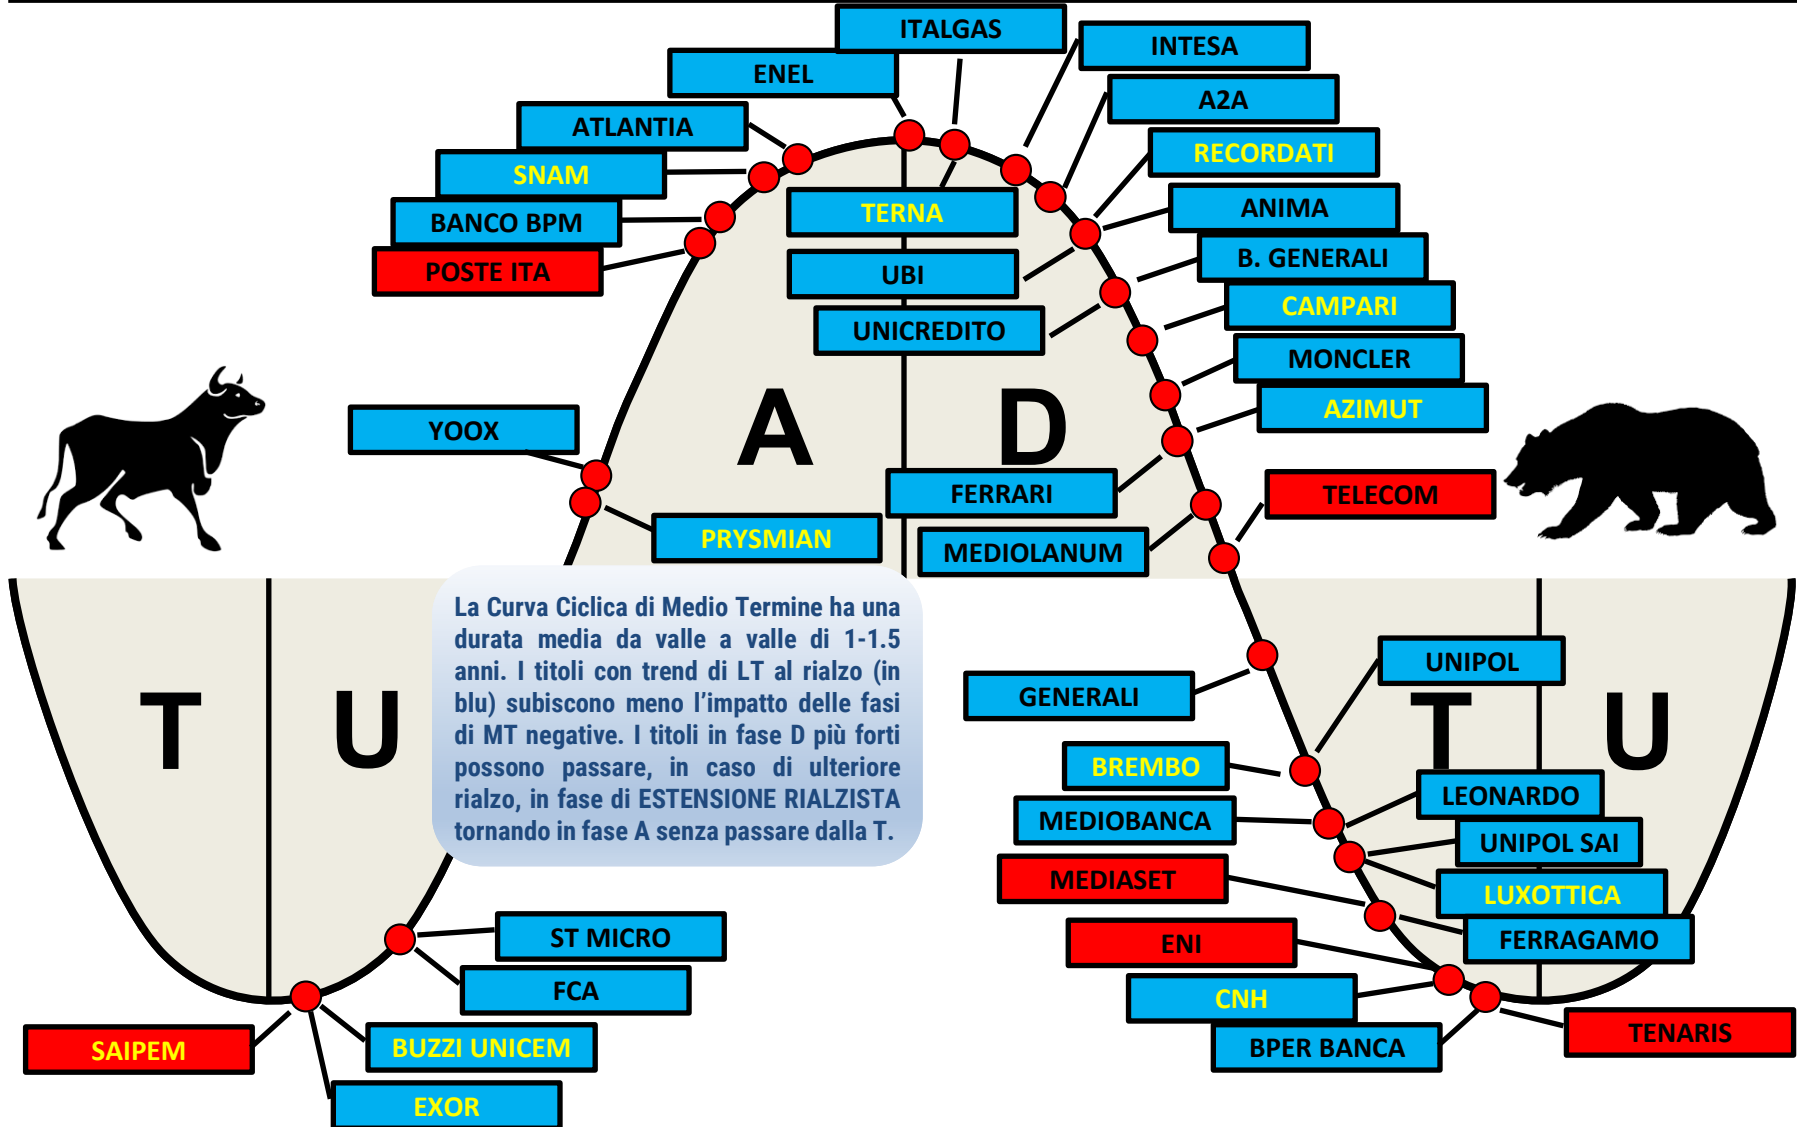 ITALGAS
INTESA
ENEL
A2A
ATLANTIA
RECORDATI
SNAM
TERNA
ANIMA
BANCO BPM
B. GENERALI
POSTE ITA
UBI
CAMPARI
UNICREDITO
MONCLER
AZIMUT
YOOX
A
D
FERRARI
TELECOM
PRYSMIAN
MEDIOLANUM
La Curva Ciclica di Medio Termine ha una
durata media da valle a valle di 1-1.5
anni. I titoli con trend di LT al rialzo (in
blu) subiscono meno l'impatto delle fasi
di MT negative. I titoli in fase D più forti
possono passare, in caso di ulteriore
rialzo, in fase di ESTENSIONE RIALZISTA
tornando in fase A senza passare dalla T.
T
U
UNIPOL
GENERALI
T
U
BREMBO
LEONARDO
MEDIOBANCA
UNIPOL SAI
MEDIASET
LUXOTTICA
ST MICRO
ENI
FERRAGAMO
FCA
CNH
SAIPEM
BUZZI UNICEM
BPER BANCA
TENARIS
EXOR